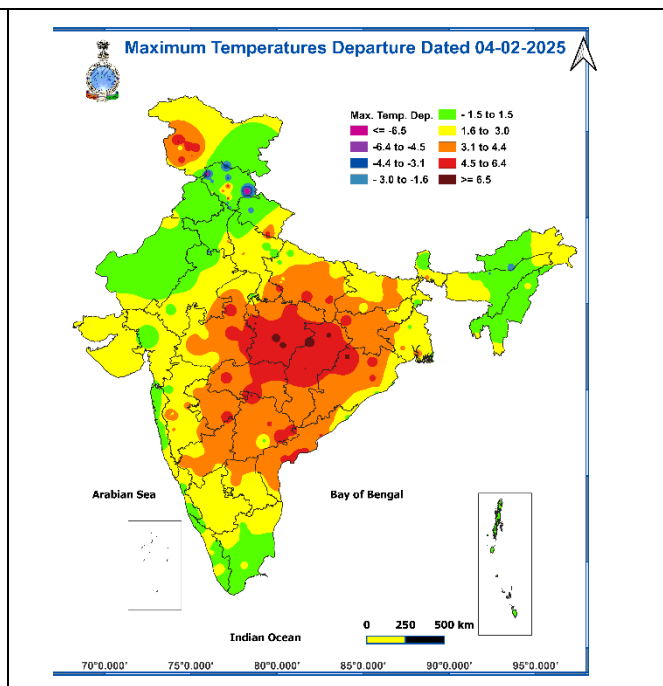 Maximum Temperatures Departure Dated 04-02-2025
Max. Temp. Dep.
<= -6.5
-6.4 to -4.5
-4.4 to -3.1
- 3.0 to -1.6
- 1.5 to 1.5
1.6 to 3.0
3.1 to 4.4
4.5 to 6.4
>= 6.5
Arabian Sea
Bay of Bengal
0 250 500 km
Indian Ocean
70°0.000' 75°0.000' 80°0.000' 85°0.000' 90°0.000' 95°0.000'